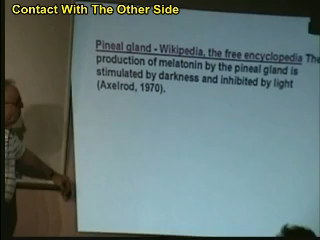 Contact With The Other Side
Pineal gland - Wikipedia, the free encyclopedia The
production of melatonin by the pineal gland is
stimulated by darkness and inhibited by light
(Axelrod, 1970).